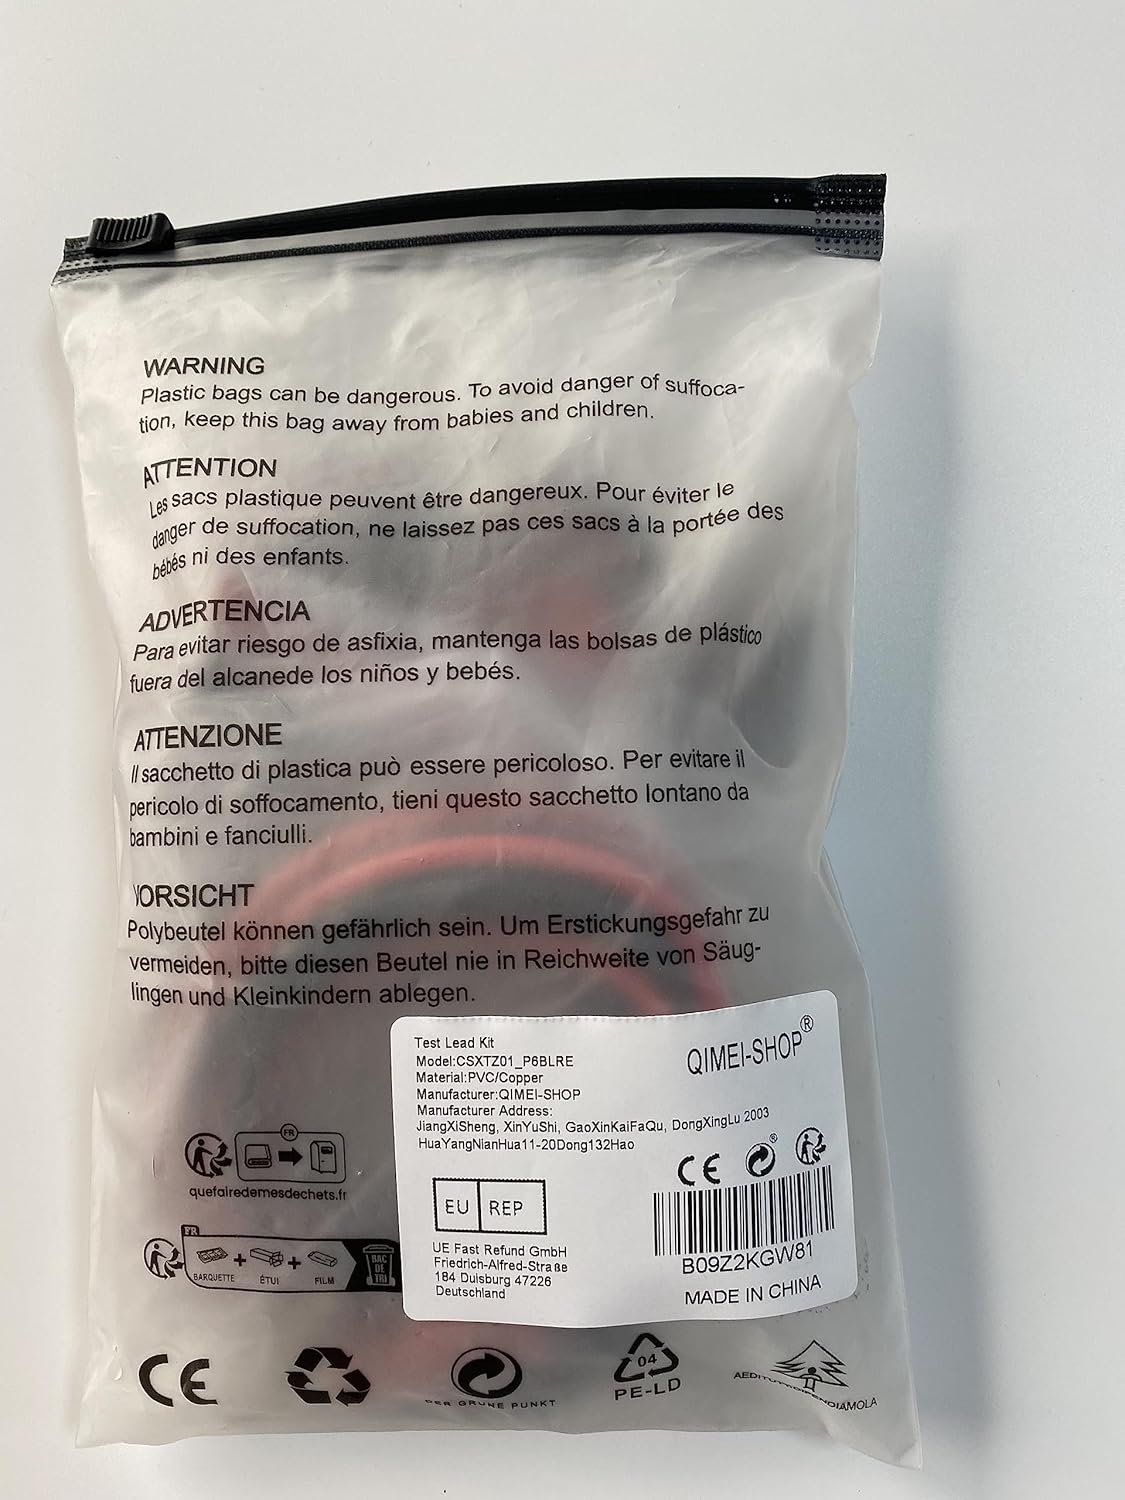 WARNING
Plastic bags can be dangerous. To avoid danger of suffoca-
tion, keep this bag away from babies and children.
ATTENTION
Les sacs plastique peuvent être dangereux. Pour éviter le
danger de suffocation, ne laissez pas ces sacs à la portée des
bébés ni des enfants.
ADVERTENCIA
Para evitar riesgo de asfixia, mantenga las bolsas de plástico
fuera del alcanede los niños y bebés.
ATTENZIONE
Il sacchetto di plastica può essere pericoloso. Per evitare il
pericolo di soffocamento, tieni questo sacchetto lontano da
bambini e fanciulli.
VORSICHT
Polybeutel können gefährlich sein. Um Erstickungsgefahr zu
vermeiden, bitte diesen Beutel nie in Reichweite von Säug-
lingen und Kleinkindern ablegen.
Test Lead Kit
Model:CSXTZ01_P6BLRE
Material:PVC/Copper
Manufacturer:QIMEI-SHOP
Manufacturer Address:
JiangXiSheng, XinYuShi, GaoXinKaiFaQu, DongXingLu 2003
HuaYangNianHua11-20Dong132Hao
QIMEI-SHOP®
CE
EU REP
UE Fast Refund GmbH
Friedrich-Alfred-Straße
184 Duisburg 47226
Deutschland
B09Z2KGW81
MADE IN CHINA
FR
quefairedemesdechets.fr
FR
BARQUETTE + ÉTUI + FILM
BAC
DE
TRI
CE
DER GRÜNE PUNKT
04
PE-LD